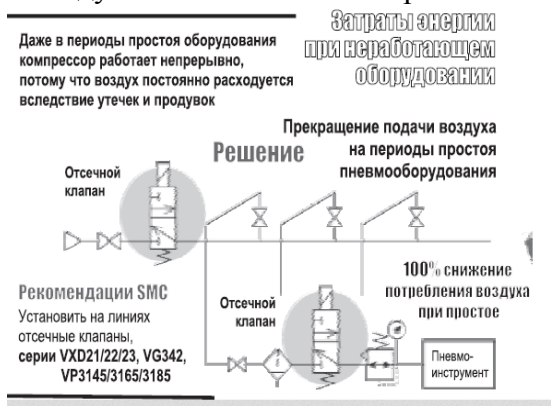 Даже в периоды простоя оборудования
компрессор работает непрерывно,
потому что воздух постоянно расходуется
вследствие утечек и продувок
Затраты энергии
при неработающем
оборудовании
Решение
Прекращение подачи воздуха
на периоды простоя
пневмооборудования
Отсечной
клапан
Рекомендации SMC
Установить на линиях
отсечные клапаны,
серии VXD21/22/23, VG342,
VP3145/3165/3185
Отсечной
клапан
100% снижение
потребления воздуха
при простое
Пневмо-
инструмент